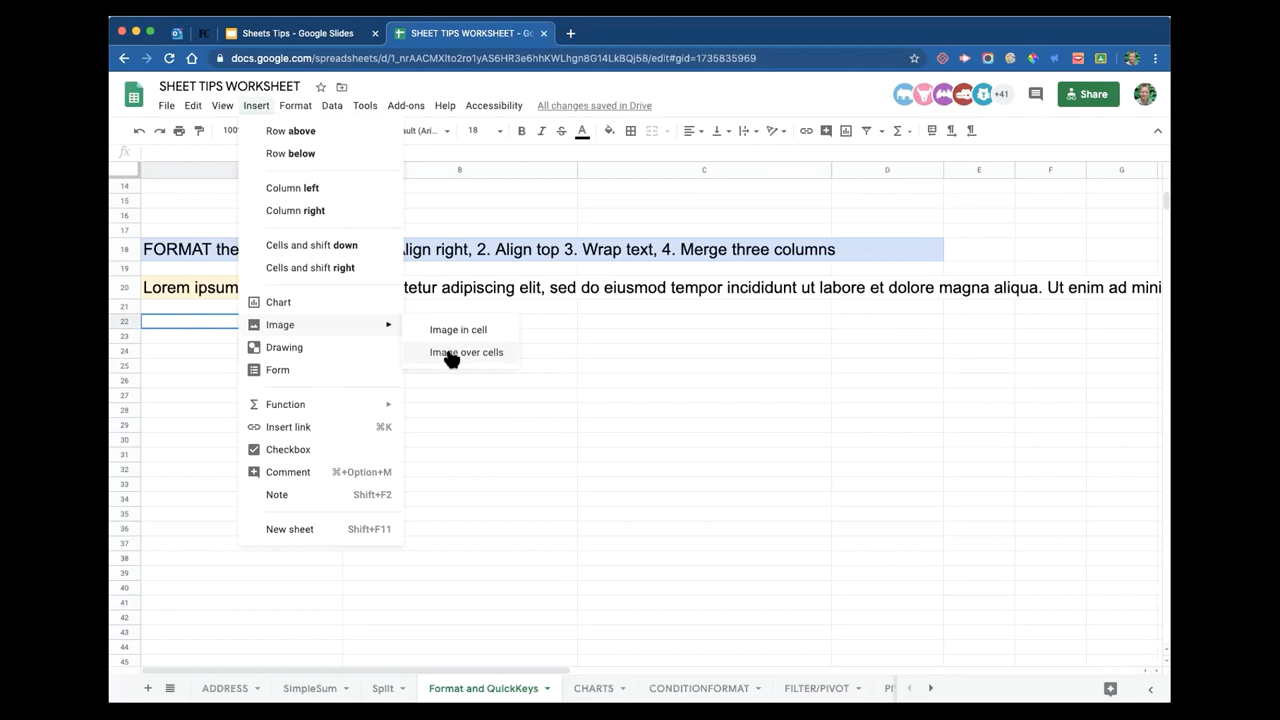 Sheets Tips - Google Slides
SHEET TIPS WORKSHEET - Go
docs.google.com/spreadsheets/d/1_nrAACMXIto2ro1yAS6HR3e6hhKWLhgn8G14LkBQj58/edit#gid=1735835969
SHEET TIPS WORKSHEET
File Edit View Insert Format Data Tools Add-ons Help Accessibility All changes saved in Drive
+41
Share
100 ault (Ari... 18
fx
B C D E F G
Row above
Row below
Column left
Column right
Cells and shift down
Cells and shift right
Chart
Image
Drawing
Form
Function
Insert link ⌘K
Checkbox
Comment ⌘+Option+M
Note Shift+F2
New sheet Shift+F11
Image in cell
Image over cells
14
15
16
17
18 FORMAT the lign right, 2. Align top 3. Wrap text, 4. Merge three columns
19
20 Lorem ipsum tetur adipiscing elit, sed do eiusmod tempor incididunt ut labore et dolore magna aliqua. Ut enim ad mini
21
22
23
24
25
26
27
28
29
30
31
32
33
34
35
36
37
38
39
40
41
42
43
44
45
ADDRESS SimpleSum Split Format and QuickKeys CHARTS CONDITIONFORMAT FILTER/PIVOT